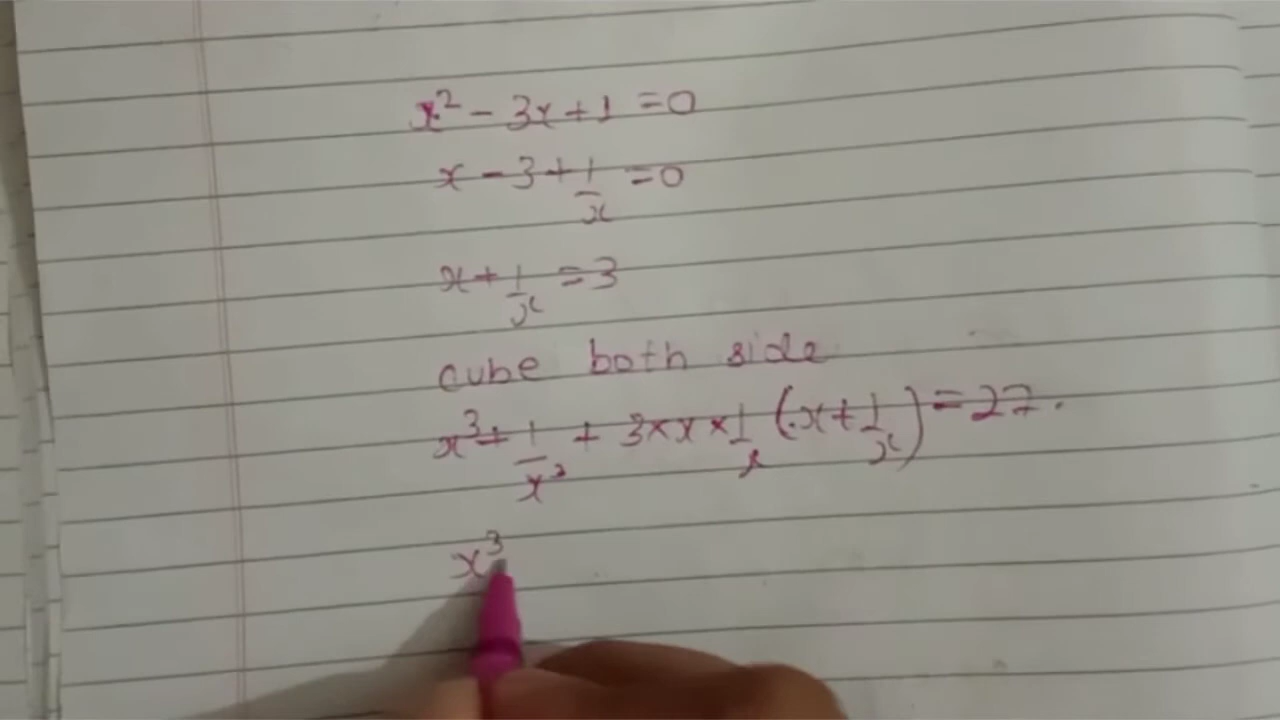 x² - 3x + 1 = 0
x - 3 + 1/x = 0
x + 1/x = 3
cube both side
x³ + 1/x³ + 3 × x × 1/x (x + 1/x) = 27.
x³